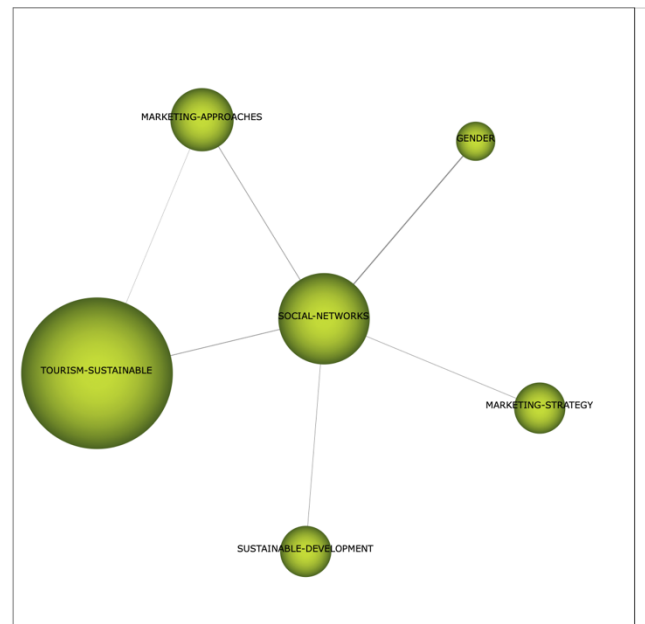 MARKETING-APPROACHES
GENDER
SOCIAL-NETWORKS
TOURISM-SUSTAINABLE
MARKETING-STRATEGY
SUSTAINABLE-DEVELOPMENT